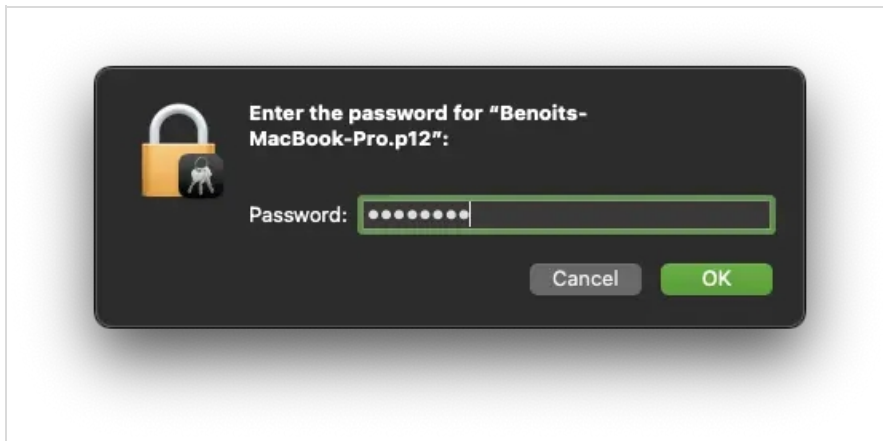 Enter the password for “Benoits-
MacBook-Pro.p12”:
Password: ••••••••
Cancel OK